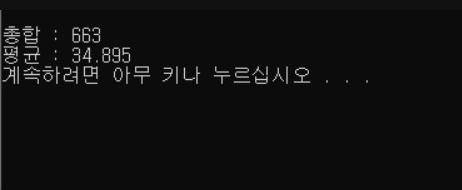 총합 : 663
평균 : 34.895
계속하려면 아무 키나 누르십시오 . . .